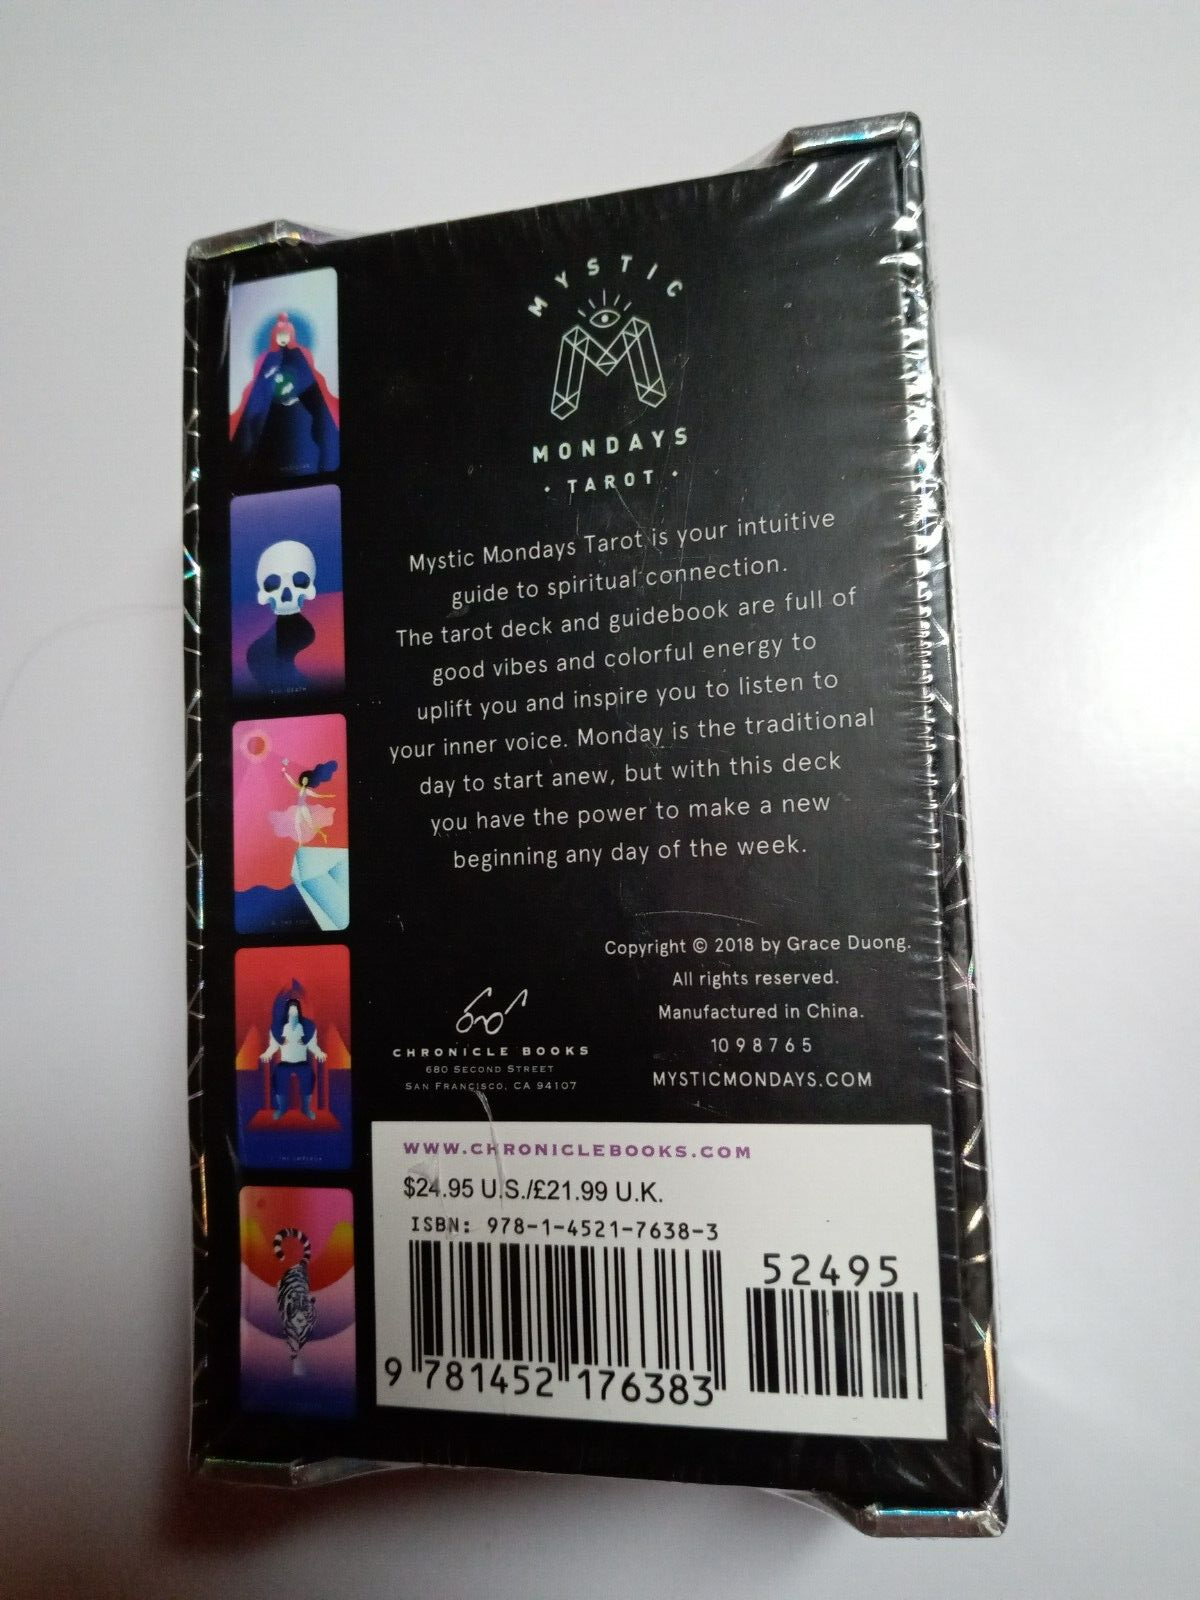 MYSTIC
MONDAYS
· TAROT ·
Mystic Mondays Tarot is your intuitive
guide to spiritual connection.
The tarot deck and guidebook are full of
good vibes and colorful energy to
uplift you and inspire you to listen to
your inner voice. Monday is the traditional
day to start anew, but with this deck
you have the power to make a new
beginning any day of the week.
Copyright © 2018 by Grace Duong.
All rights reserved.
Manufactured in China.
10 9 8 7 6 5
MYSTICMONDAYS.COM
CHRONICLE BOOKS
680 SECOND STREET
SAN FRANCISCO, CA 94107
WWW.CHRONICLEBOOKS.COM
$24.95 U.S./£21.99 U.K.
ISBN: 978-1-4521-7638-3
52495
9 781452 176383
DEATH
THE EMPEROR